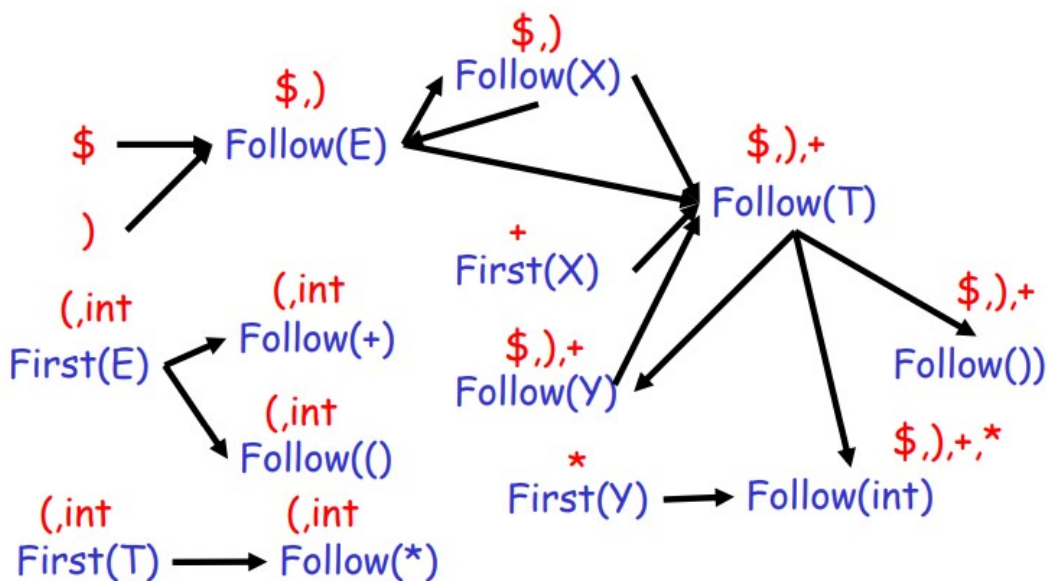 $,)
Follow(X)
$,)
Follow(E)
$
)
$,),+
Follow(T)
+
First(X)
(,int
First(E)
(,int
Follow(+)
$,),+
Follow(Y)
$,),+
Follow())
(,int
Follow(()
*
First(Y)
$,),+,*
Follow(int)
(,int
First(T)
(,int
Follow(*)